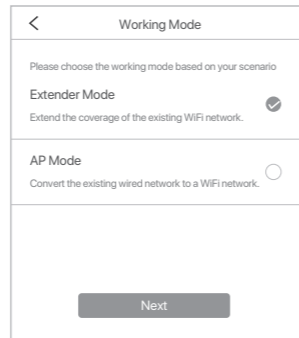 Working Mode
Please choose the working mode based on your scenario
Extender Mode
Extend the coverage of the existing WiFi network.
AP Mode
Convert the existing wired network to a WiFi network.
Next